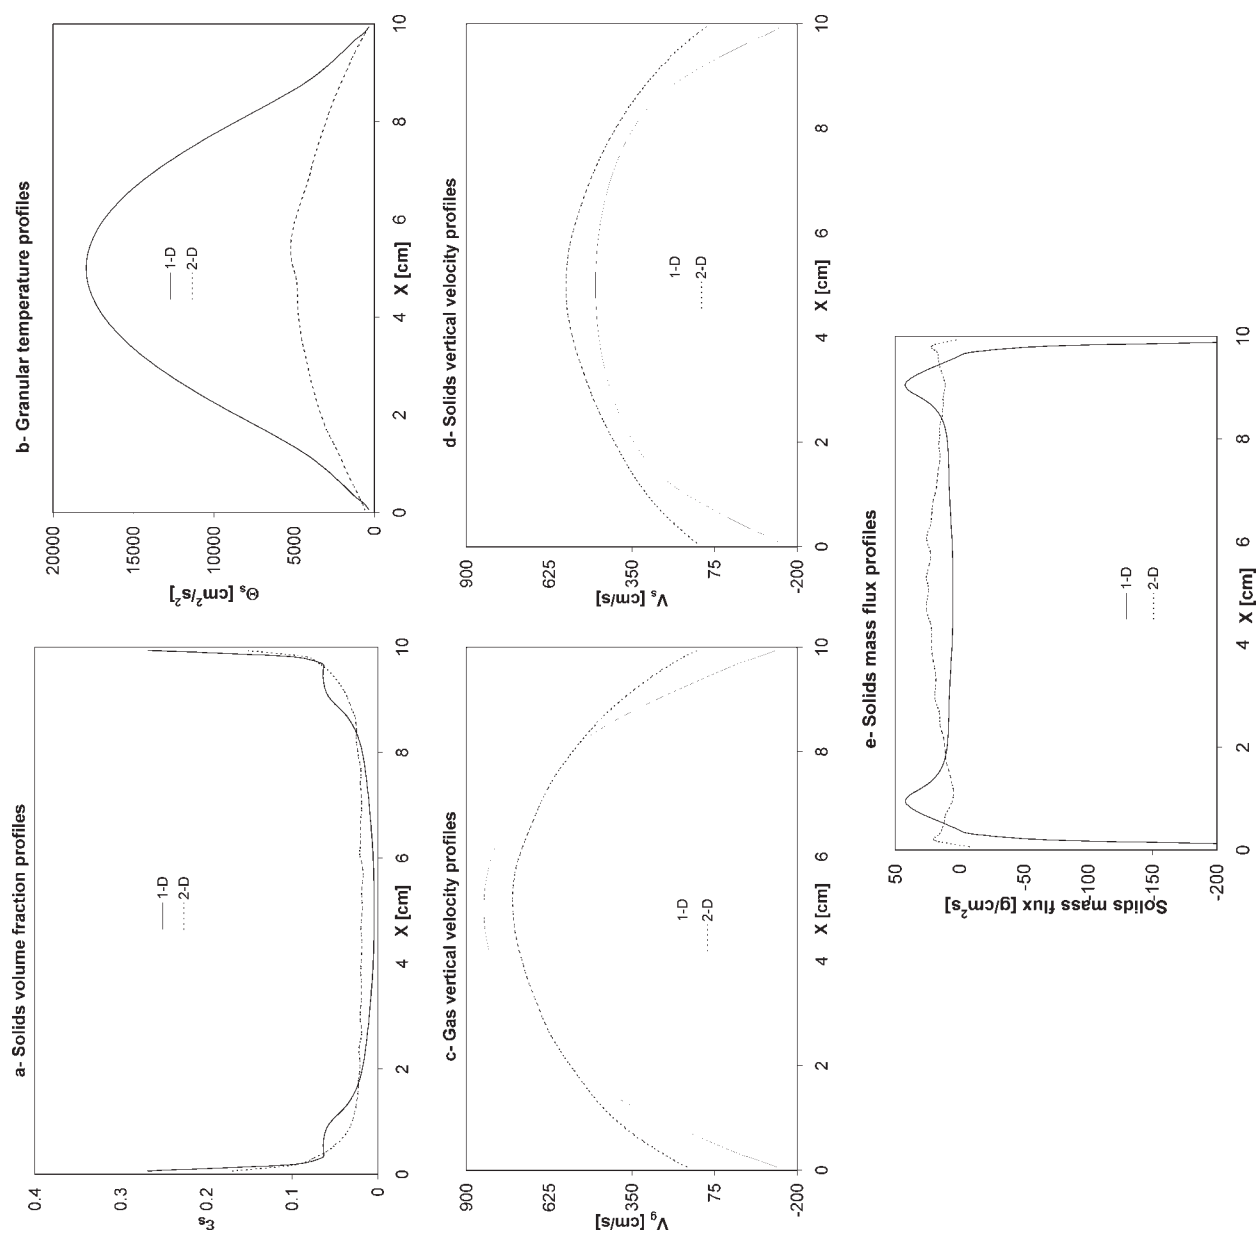 a- Solids volume fraction profiles
0.4
0.3
0.2
0.1
0
εs
1-D
2-D
0 2 4 6 8 10
X [cm]
b- Granular temperature profiles
20000
15000
10000
5000
0
Θs [cm²/s²]
1-D
2-D
0 2 4 6 8 10
X [cm]
c- Gas vertical velocity profiles
900
625
350
75
-200
Vg [cm/s]
1-D
2-D
0 2 4 6 8 10
X [cm]
d- Solids vertical velocity profiles
900
625
350
75
-200
Vs [cm/s]
1-D
2-D
0 2 4 6 8 10
X [cm]
e- Solids mass flux profiles
50
0
-50
-100
-150
-200
Solids mass flux [g/cm²s]
1-D
2-D
0 2 4 6 8 10
X [cm]